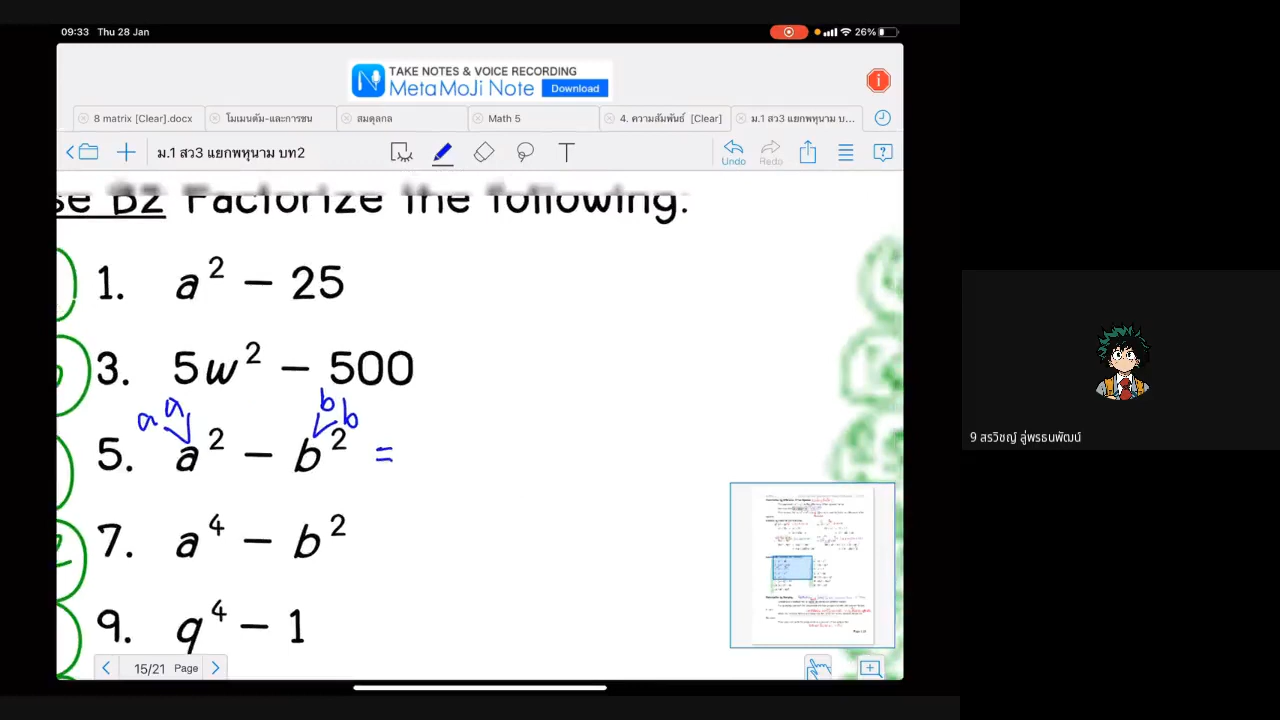 09:33 Thu 28 Jan
26%
TAKE NOTES & VOICE RECORDING
MetaMoJi Note Download
8 matrix [Clear].docx โมเมนตัม-และการชน สมดุลกล Math 5 4. ความสัมพันธ์ [Clear] ม.1 สว3 แยกพหุนาม บ...
ม.1 สว3 แยกพหุนาม บท2
T
Undo Redo
se B2 Factorize the following:
1. a² – 25
3. 5w² – 500
a a b b
5. a² – b² =
7. a⁴ – b²
9. q⁴ – 1
15/21 Page
9 สรวิชญ์ ลู่พรธนพัฒน์